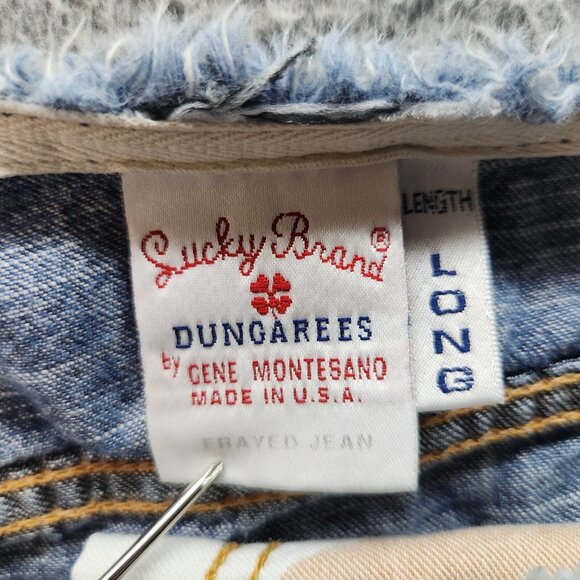 Lucky Brand®
DUNGAREES
by GENE MONTESANO
MADE IN U.S.A.
FRAYED JEAN
LENGTH
LONG